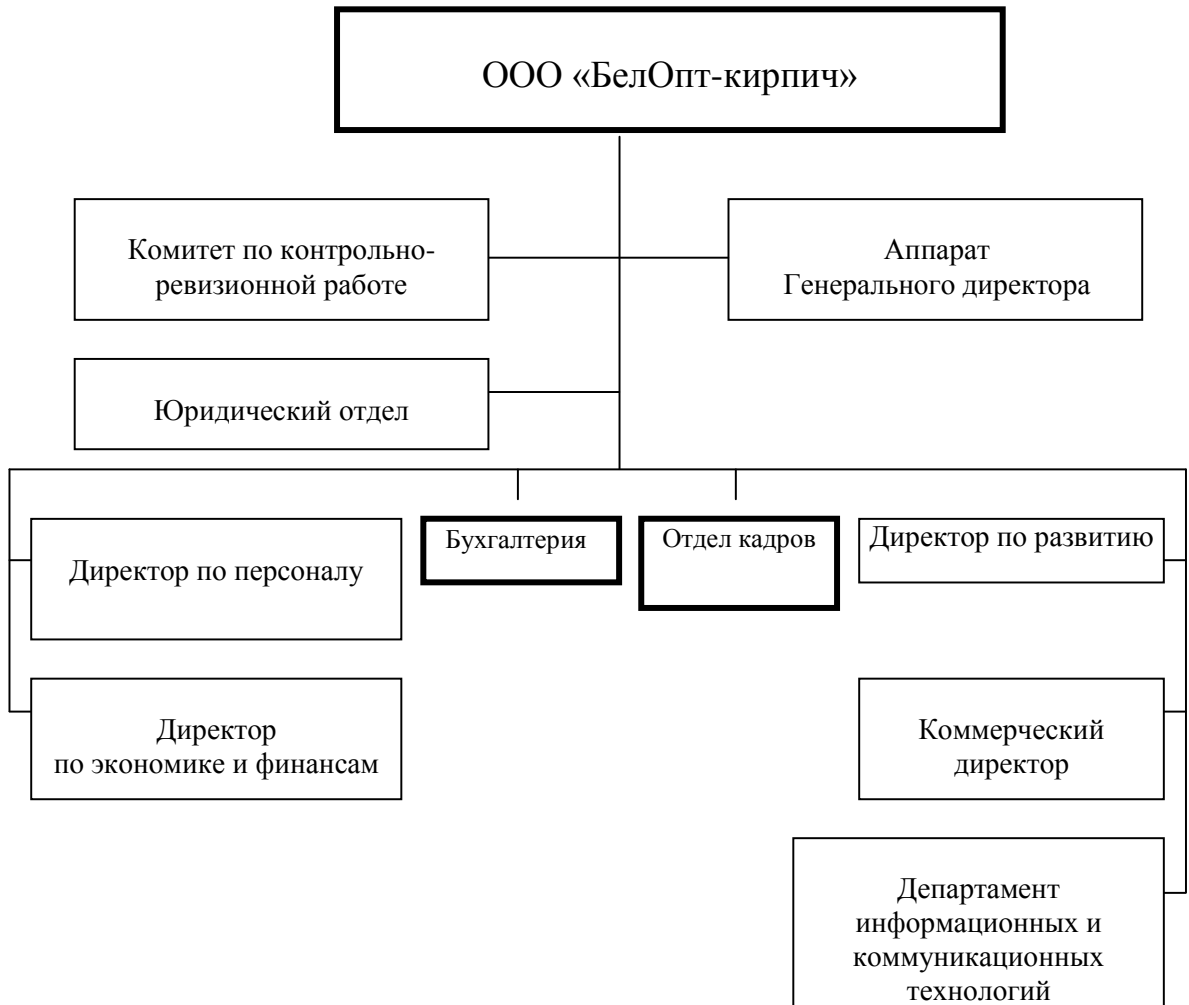 ООО «БелОпт-кирпич»
Комитет по контрольно-
ревизионной работе
Аппарат
Генерального директора
Юридический отдел
Директор по персоналу
Бухгалтерия
Отдел кадров
Директор по развитию
Директор
по экономике и финансам
Коммерческий
директор
Департамент
информационных и
коммуникационных
технологий